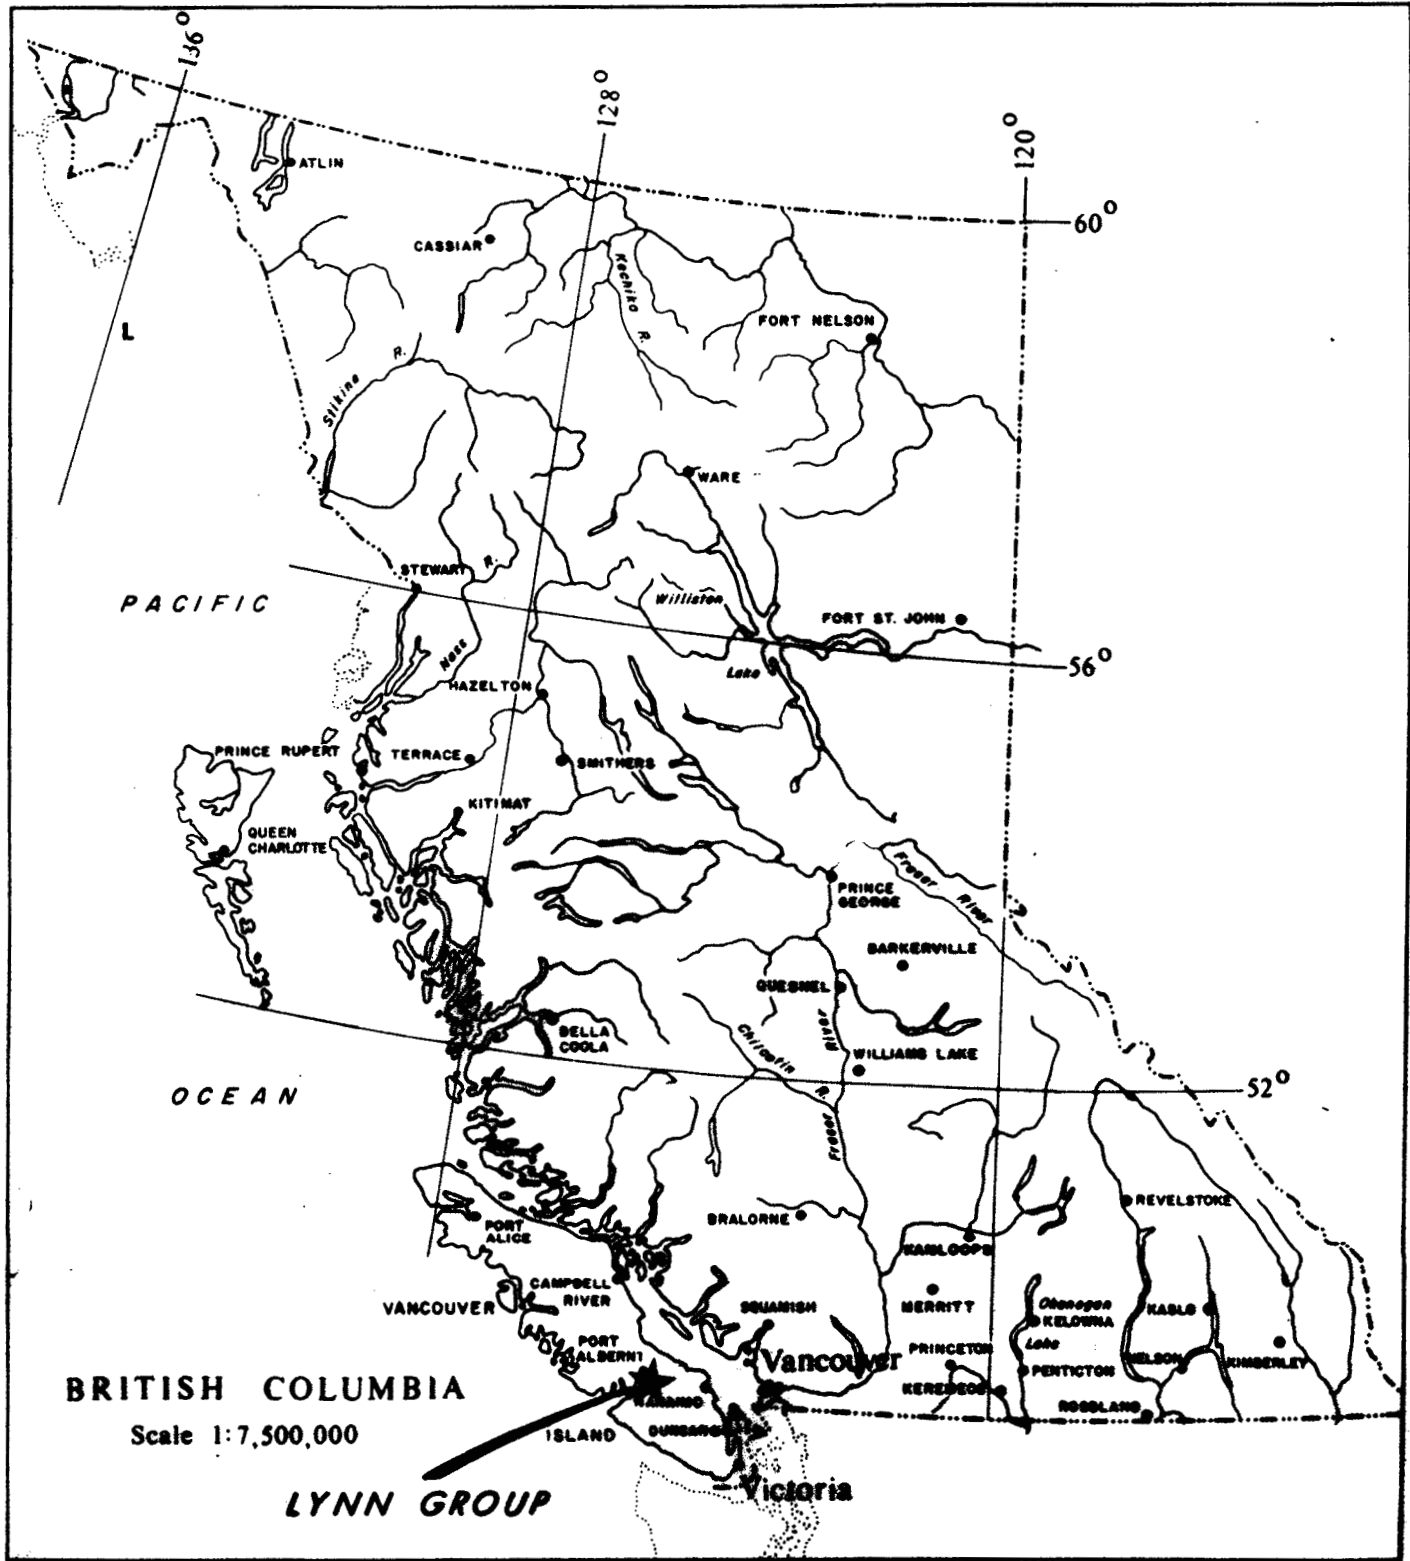 136°
128°
120°
60°
ATLIN
CASSIAR
Kechika R.
FORT NELSON
L
Stikine R.
WARE
STEWART
R.
PACIFIC
Williston
FORT ST. JOHN
56°
Nass
Lake
HAZELTON
PRINCE RUPERT
TERRACE
SMITHERS
KITIMAT
QUEEN
CHARLOTTE
Fraser River
PRINCE
GEORGE
BARKERVILLE
QUESNEL
River
BELLA
COOLA
Chilcotin R.
WILLIAMS LAKE
52°
OCEAN
Fraser
REVELSTOKE
BRALORNE
PORT
ALICE
KAMLOOPS
CAMPBELL
RIVER
VANCOUVER
SQUAMISH
MERRITT
Okanagan
KELOWNA
Lake
KASLO
PORT
ALBERNI
Vancouver
PRINCETON
PENTICTON
NELSON
KIMBERLEY
BRITISH COLUMBIA
KEREMEOS
NANAIMO
ROSSLAND
Scale 1:7,500,000
ISLAND
Victoria
LYNN GROUP